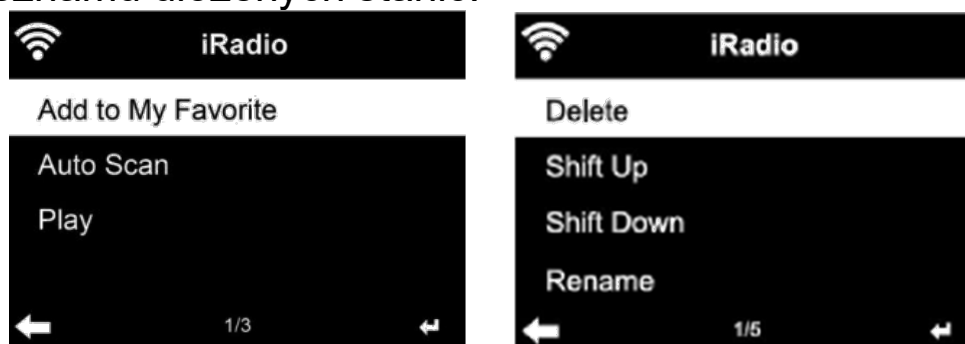 iRadio
Add to My Favorite
Auto Scan
Play
1/3
iRadio
Delete
Shift Up
Shift Down
Rename
1/5